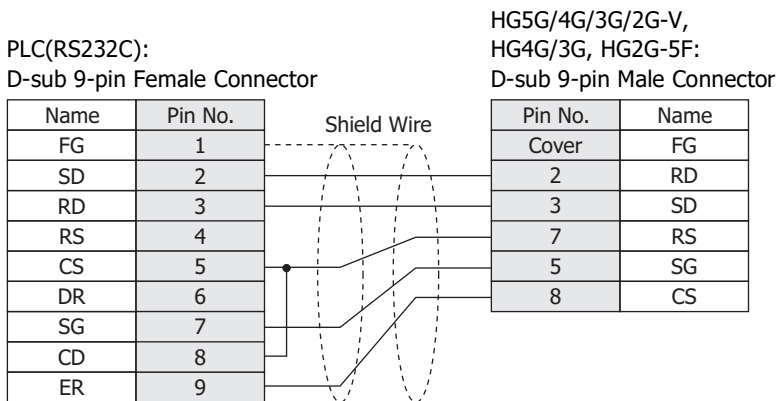 HG5G/4G/3G/2G-V,
PLC(RS232C):
HG4G/3G, HG2G-5F:
D-sub 9-pin Female Connector
D-sub 9-pin Male Connector
Name Pin No.
Shield Wire
Pin No. Name
FG 1
Cover FG
SD 2
2 RD
RD 3
3 SD
RS 4
7 RS
CS 5
5 SG
DR 6
8 CS
SG 7
CD 8
ER 9